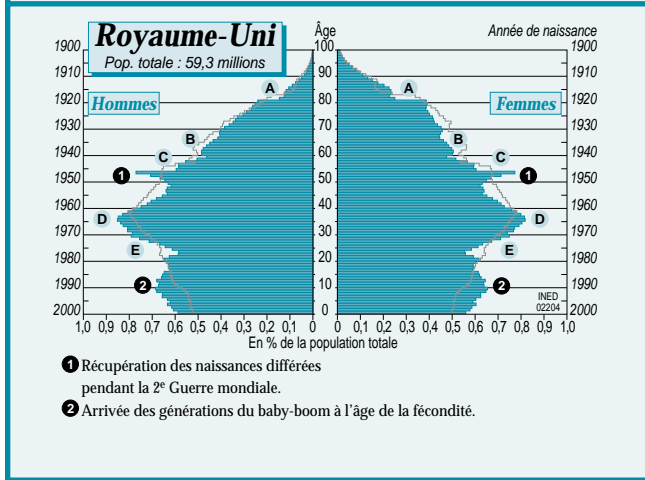 Royaume-Uni
Pop. totale : 59,3 millions
Âge
Année de naissance
Hommes
Femmes
1900 100 1900
1910 90 1910
1920 80 1920
1930 70 1930
1940 60 1940
1950 50 1950
1960 40 1960
1970 30 1970
1980 20 1980
1990 10 1990
2000 0 2000
A A
B B
C C
1 1
D D
E E
2 2
INED
02204
1,0 0,9 0,8 0,7 0,6 0,5 0,4 0,3 0,2 0,1 0 0 0,1 0,2 0,3 0,4 0,5 0,6 0,7 0,8 0,9 1,0
En % de la population totale
1 Récupération des naissances différées
pendant la 2e Guerre mondiale.
2 Arrivée des générations du baby-boom à l'âge de la fécondité.